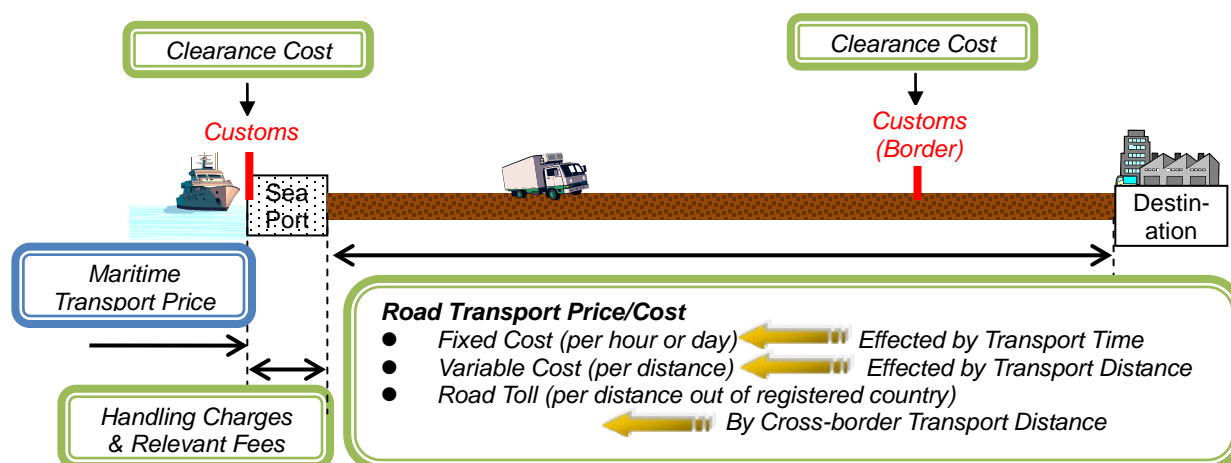 Clearance Cost
Clearance Cost
Customs
Customs
(Border)
Sea
Port
Destin-
ation
Maritime
Transport Price
Road Transport Price/Cost
● Fixed Cost (per hour or day) Effected by Transport Time
● Variable Cost (per distance) Effected by Transport Distance
● Road Toll (per distance out of registered country)
By Cross-border Transport Distance
Handling Charges
& Relevant Fees